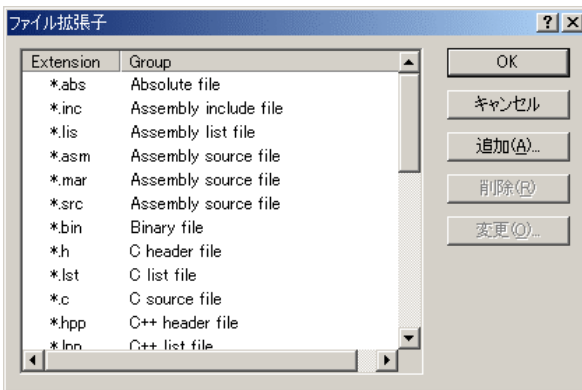 ファイル拡張子
Extension Group
*.abs Absolute file
*.inc Assembly include file
*.lis Assembly list file
*.asm Assembly source file
*.mar Assembly source file
*.src Assembly source file
*.bin Binary file
*.h C header file
*.lst C list file
*.c C source file
*.hpp C++ header file
*.lpp C++ list file
OK
キャンセル
追加(A)...
削除(R)
変更(O)...